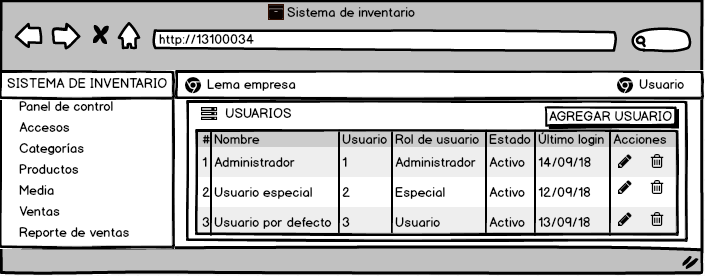 Sistema de inventario
http://13100034
SISTEMA DE INVENTARIO
Lema empresa
Usuario
Panel de control
Accesos
Categorías
Productos
Media
Ventas
Reporte de ventas
USUARIOS
AGREGAR USUARIO
# Nombre Usuario Rol de usuario Estado Último login Acciones
1 Administrador 1 Administrador Activo 14/09/18
2 Usuario especial 2 Especial Activo 12/09/18
3 Usuario por defecto 3 Usuario Activo 13/09/18